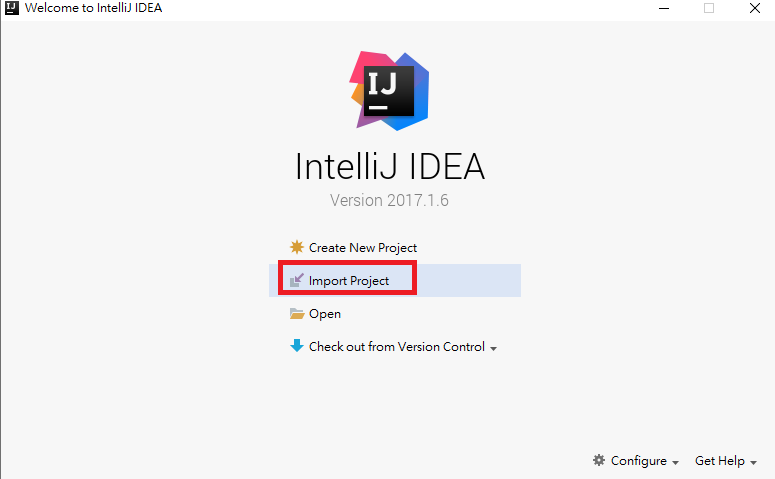 IJ Welcome to IntelliJ IDEA
IJ
IntelliJ IDEA
Version 2017.1.6
Create New Project
Import Project
Open
Check out from Version Control
Configure Get Help